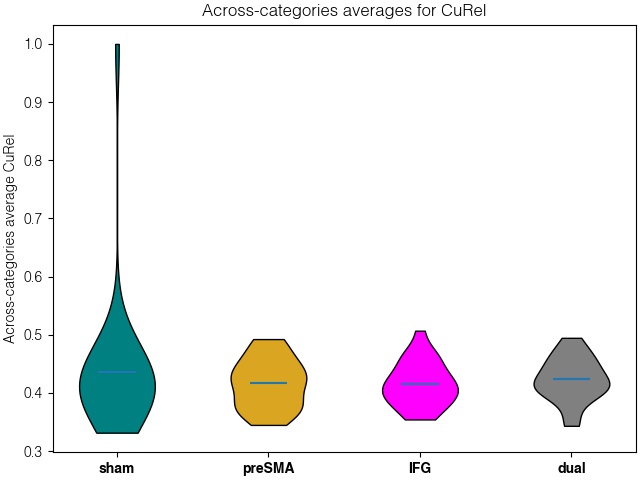 Across-categories averages for CuRel
Across-categories average CuRel
1.0
0.9
0.8
0.7
0.6
0.5
0.4
0.3
sham preSMA IFG dual